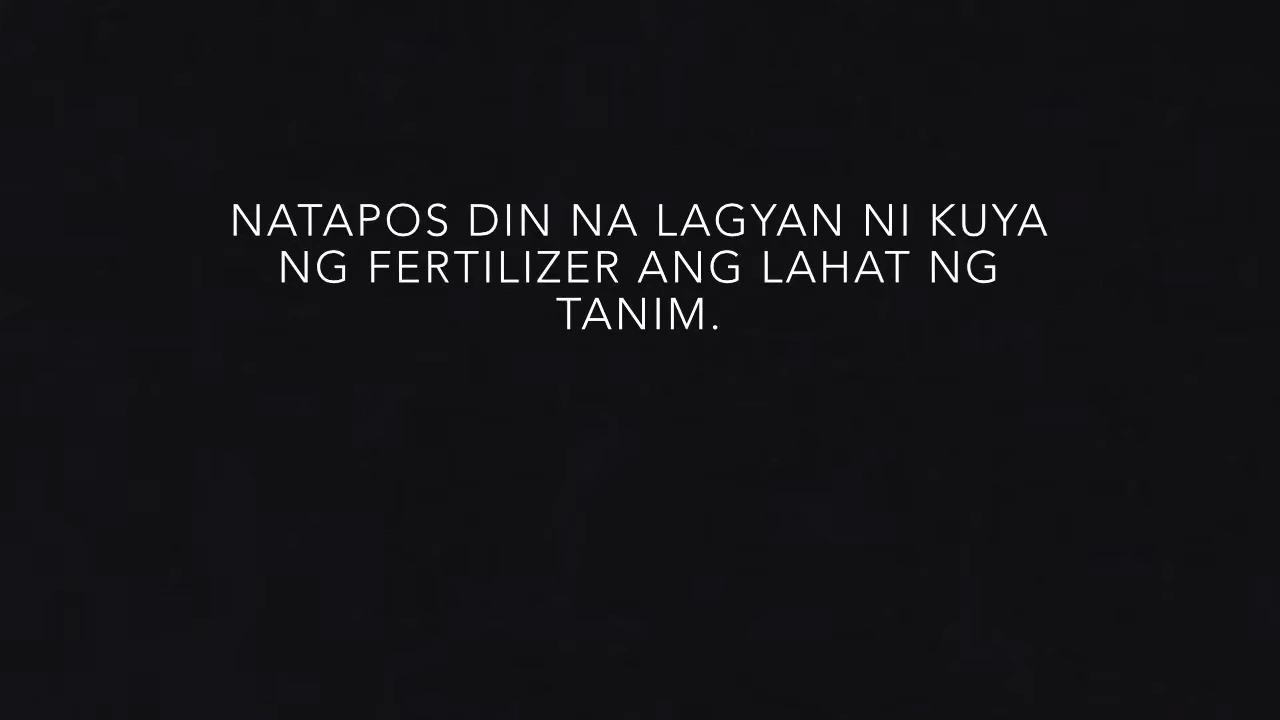 NATAPOS DIN NA LAGYAN NI KUYA
NG FERTILIZER ANG LAHAT NG
TANIM.